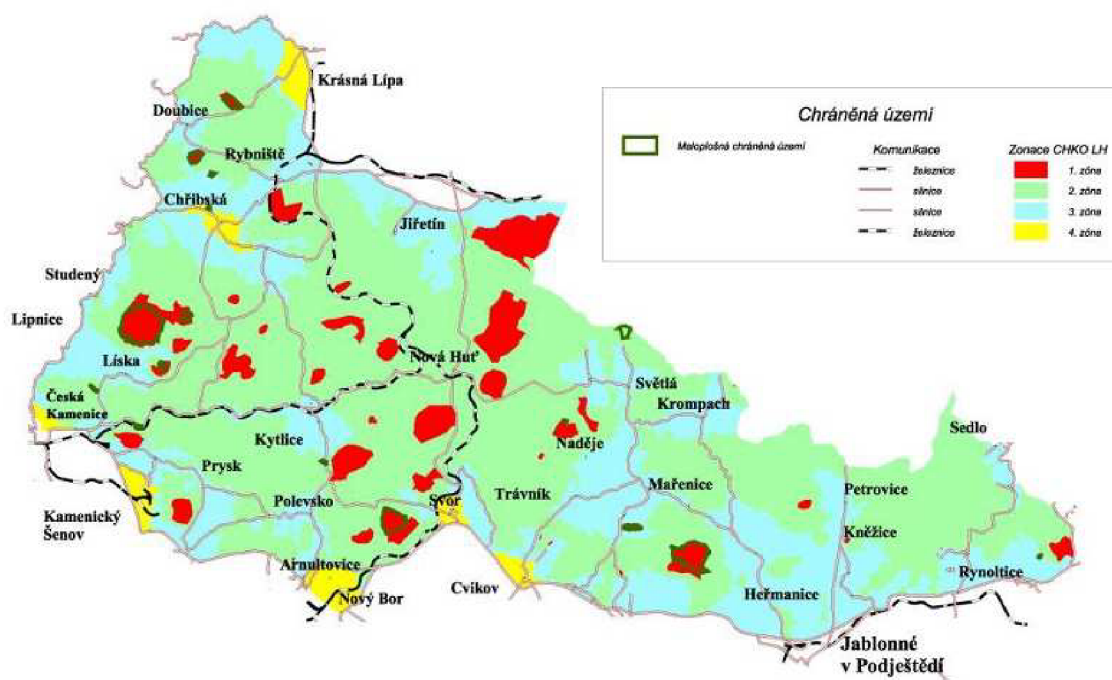 Krásná Lípa
Doubice
Rybniště
Chřibská
Jiřetín
Studený
Lipnice
Líska
Nová Huť
Česká
Kamenice
Světlá
Krompach
Kytlice
Naděje
Sedlo
Prysk
Polevsko
Svor
Trávník
Mařenice
Petrovice
Kamenický
Šenov
Kněžice
Arnultovice
Cvikov
Rynoltice
Nový Bor
Heřmanice
Jablonné
v Podještědí
Chráněná území
Maloplošná chráněná území
Komunikace
železnice
silnice
silnice
železnice
Zonace CHKO LH
1. zóna
2. zóna
3. zóna
4. zóna